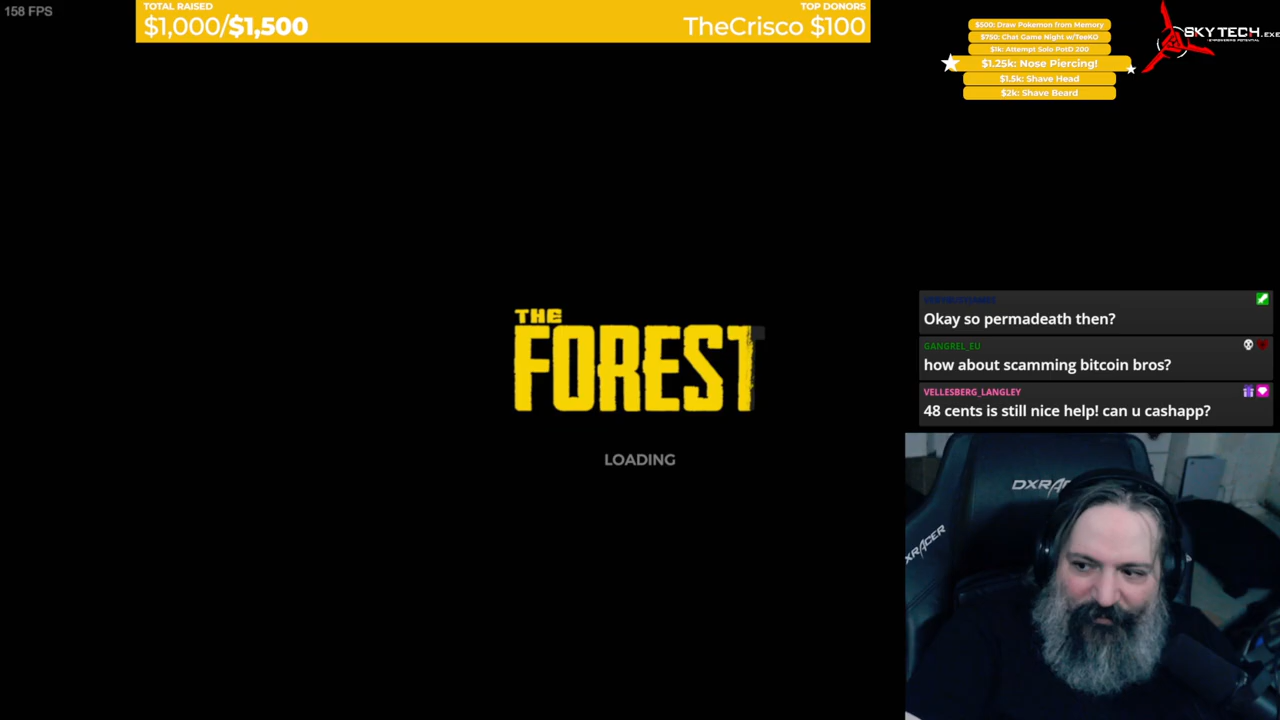 158 FPS
TOTAL RAISED
$1,000/$1,500
TOP DONORS
TheCrisco $100
$500: Draw Pokemon from Memory
$750: Chat Game Night w/TeeKO
$1k: Attempt Solo PotD 200
$1.25k: Nose Piercing!
$1.5k: Shave Head
$2k: Shave Beard
SKYTECH.EXE
THE
FOREST
LOADING
Okay so permadeath then?
GANGREL_EU
how about scamming bitcoin bros?
VELLESBERG_LANGLEY
48 cents is still nice help! can u cashapp?
DXRACER
XRACER